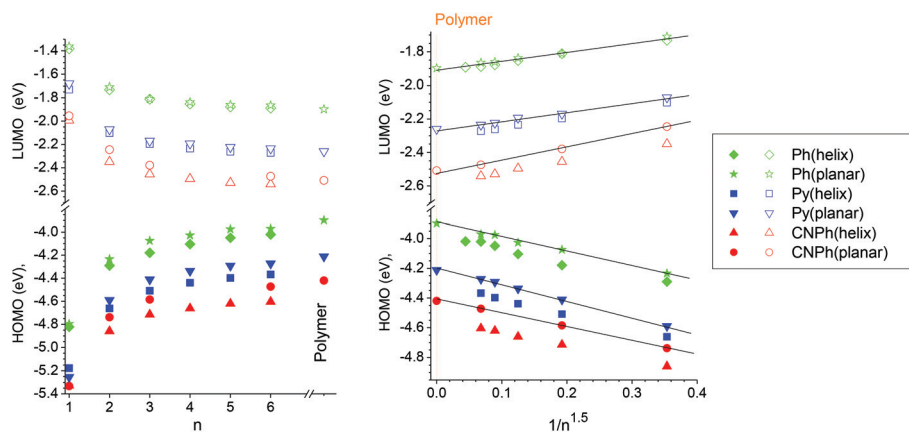 Polymer
-1.4
-1.6
-1.8
-2.0
-2.2
-2.4
-2.6
-4.0
-4.2
-4.4
-4.6
-4.8
-5.2
-5.4
LUMO (eV)
HOMO (eV),
1 2 3 4 5 6
Polymer
n
-1.8
-2.0
-2.2
-2.4
-2.6
-4.0
-4.2
-4.4
-4.6
-4.8
LUMO (eV)
HOMO (eV),
0.0 0.1 0.2 0.3 0.4
1/n^1.5
Ph(helix)
Ph(planar)
Py(helix)
Py(planar)
CNPh(helix)
CNPh(planar)